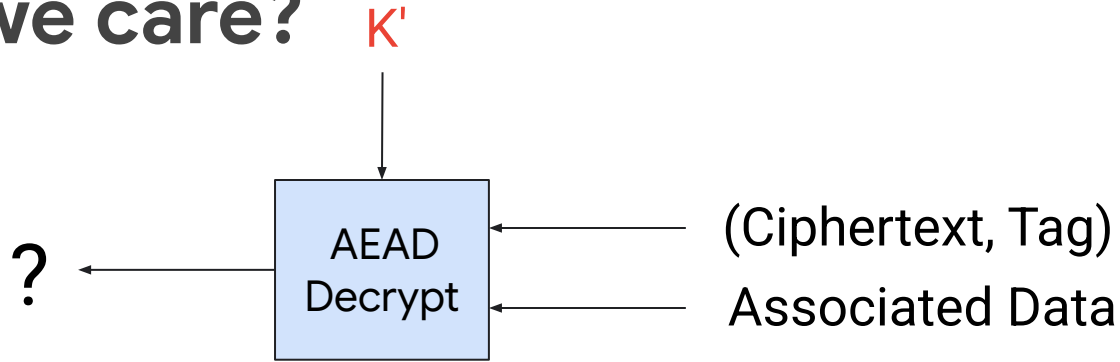 we care?
K'
AEAD
Decrypt
(Ciphertext, Tag)
Associated Data
?